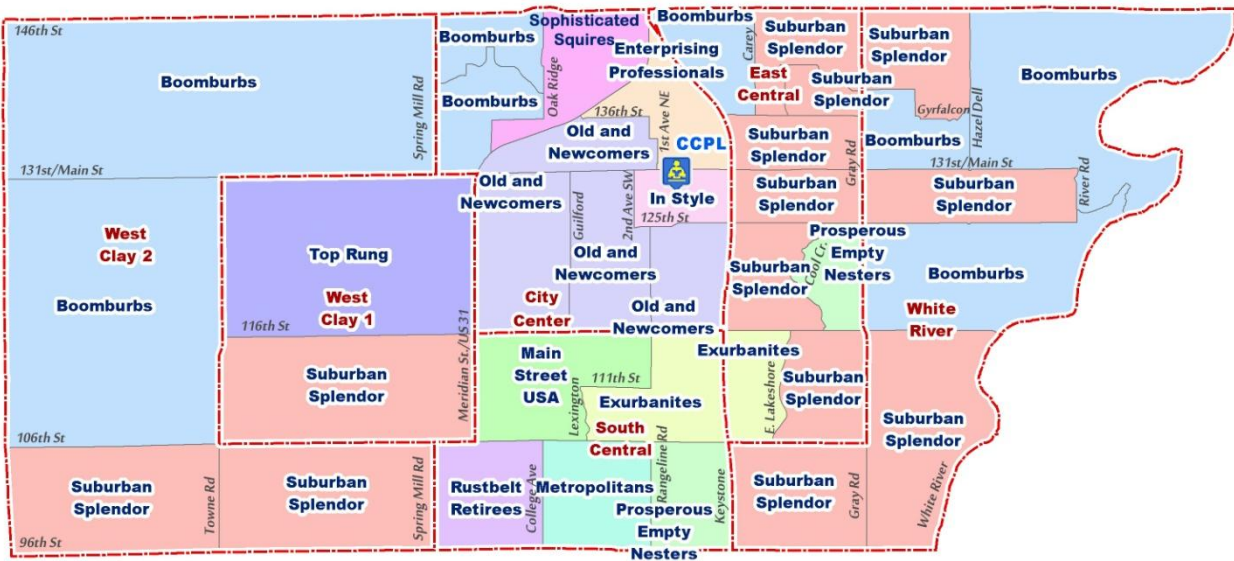 146th St
Boomburbs
Spring Mill Rd
Boomburbs
Boomburbs
Oak Ridge
Sophisticated
Squires
Enterprising
Professionals
136th St
1st Ave NE
Boomburbs
Carey
Suburban
Splendor
East
Central
Suburban
Splendor
Suburban
Splendor
Gyrfalcon
Hazel Dell
Boomburbs
Boomburbs
131st/Main St
Old and
Newcomers
CCPL
Suburban
Splendor
Gray Rd
131st/Main St
River Rd
West
Clay 2
Boomburbs
Top Rung
West
Clay 1
116th St
Meridian St./US 31
Old and
Newcomers
Guilford
2nd Ave SW
In Style
125th St
Suburban
Splendor
Suburban
Splendor
Old and
Newcomers
City
Center
Old and
Newcomers
Suburban
Splendor
Cool Cr.
Prosperous
Empty
Nesters
Boomburbs
White
River
Suburban
Splendor
Main
Street
USA
111th St
Lexington
Exurbanites
Exurbanites
E. Lakeshore
Suburban
Splendor
Suburban
Splendor
South
Central
106th St
Suburban
Splendor
Towne Rd
Suburban
Splendor
Spring Mill Rd
Rustbelt
Retirees
College Ave
Metropolitans
Rangeline Rd
Prosperous
Empty
Nesters
Keystone
Suburban
Splendor
Gray Rd
White River
96th St